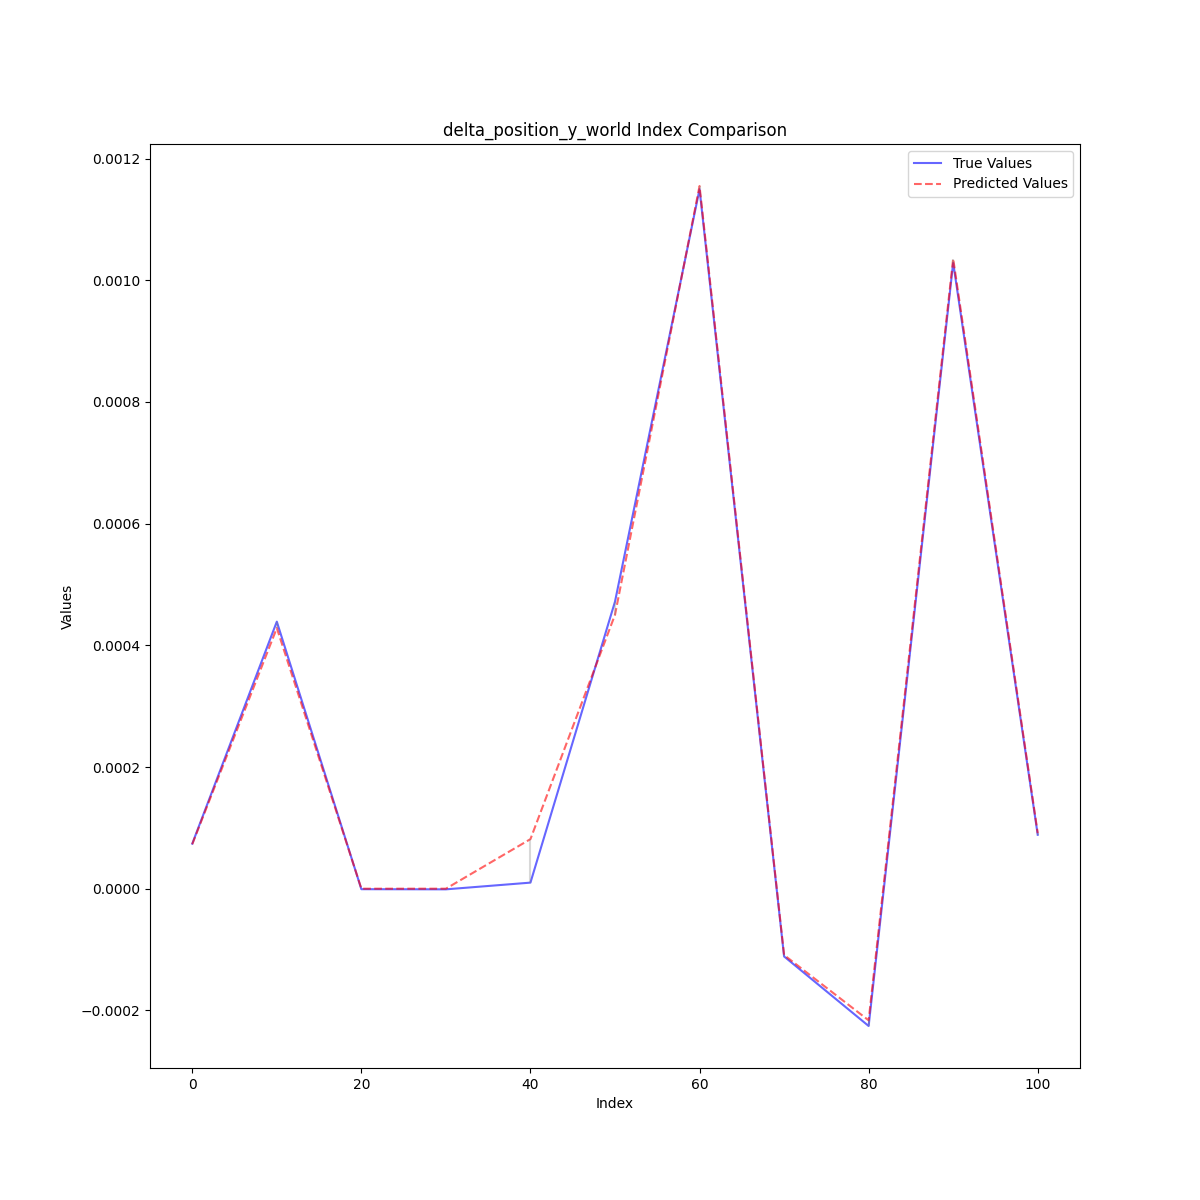 delta_position_y_world Index Comparison
True Values
Predicted Values
0.0012
0.0010
0.0008
0.0006
0.0004
0.0002
0.0000
−0.0002
Values
0 20 40 60 80 100
Index